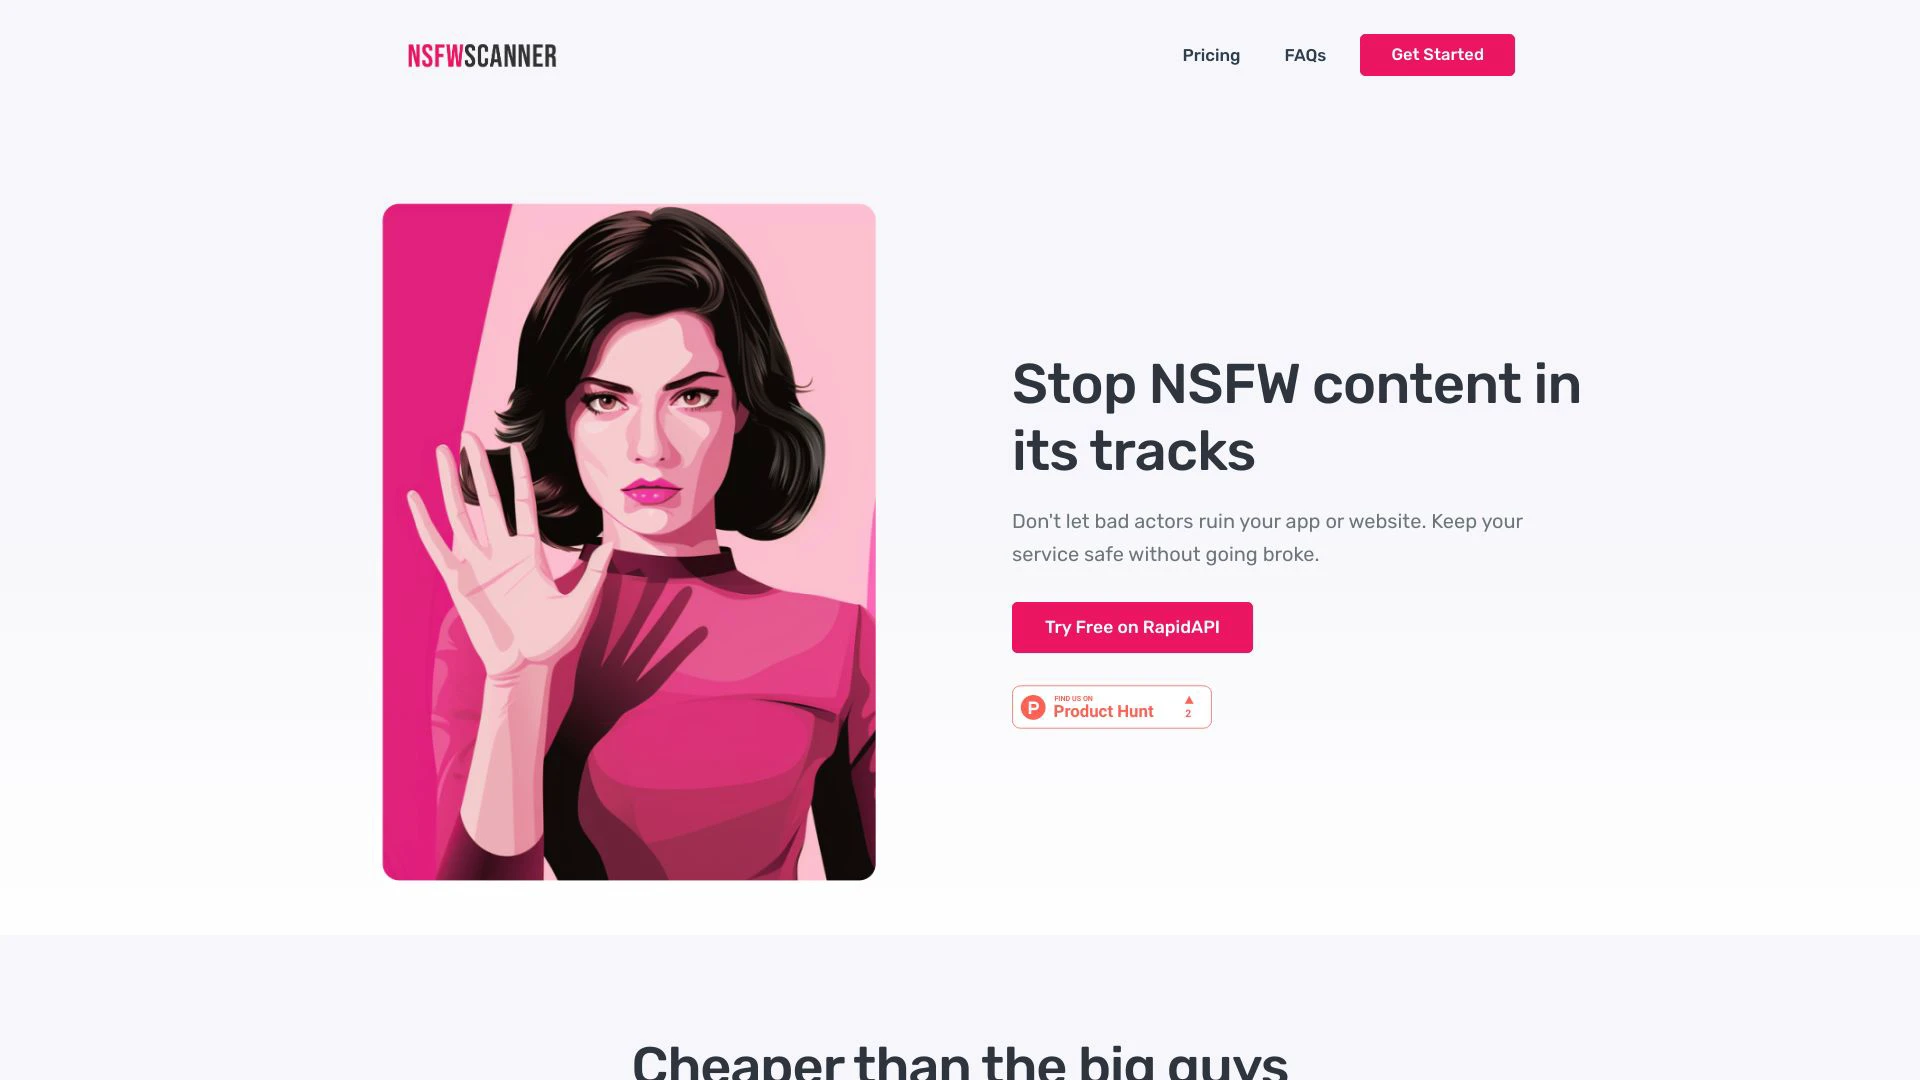 NSFWSCANNER
Pricing
FAQs
Get Started
Stop NSFW content in
its tracks
Don't let bad actors ruin your app or website. Keep your
service safe without going broke.
Try Free on RapidAPI
P
FIND US ON
Product Hunt
2
Cheaper than the big guys